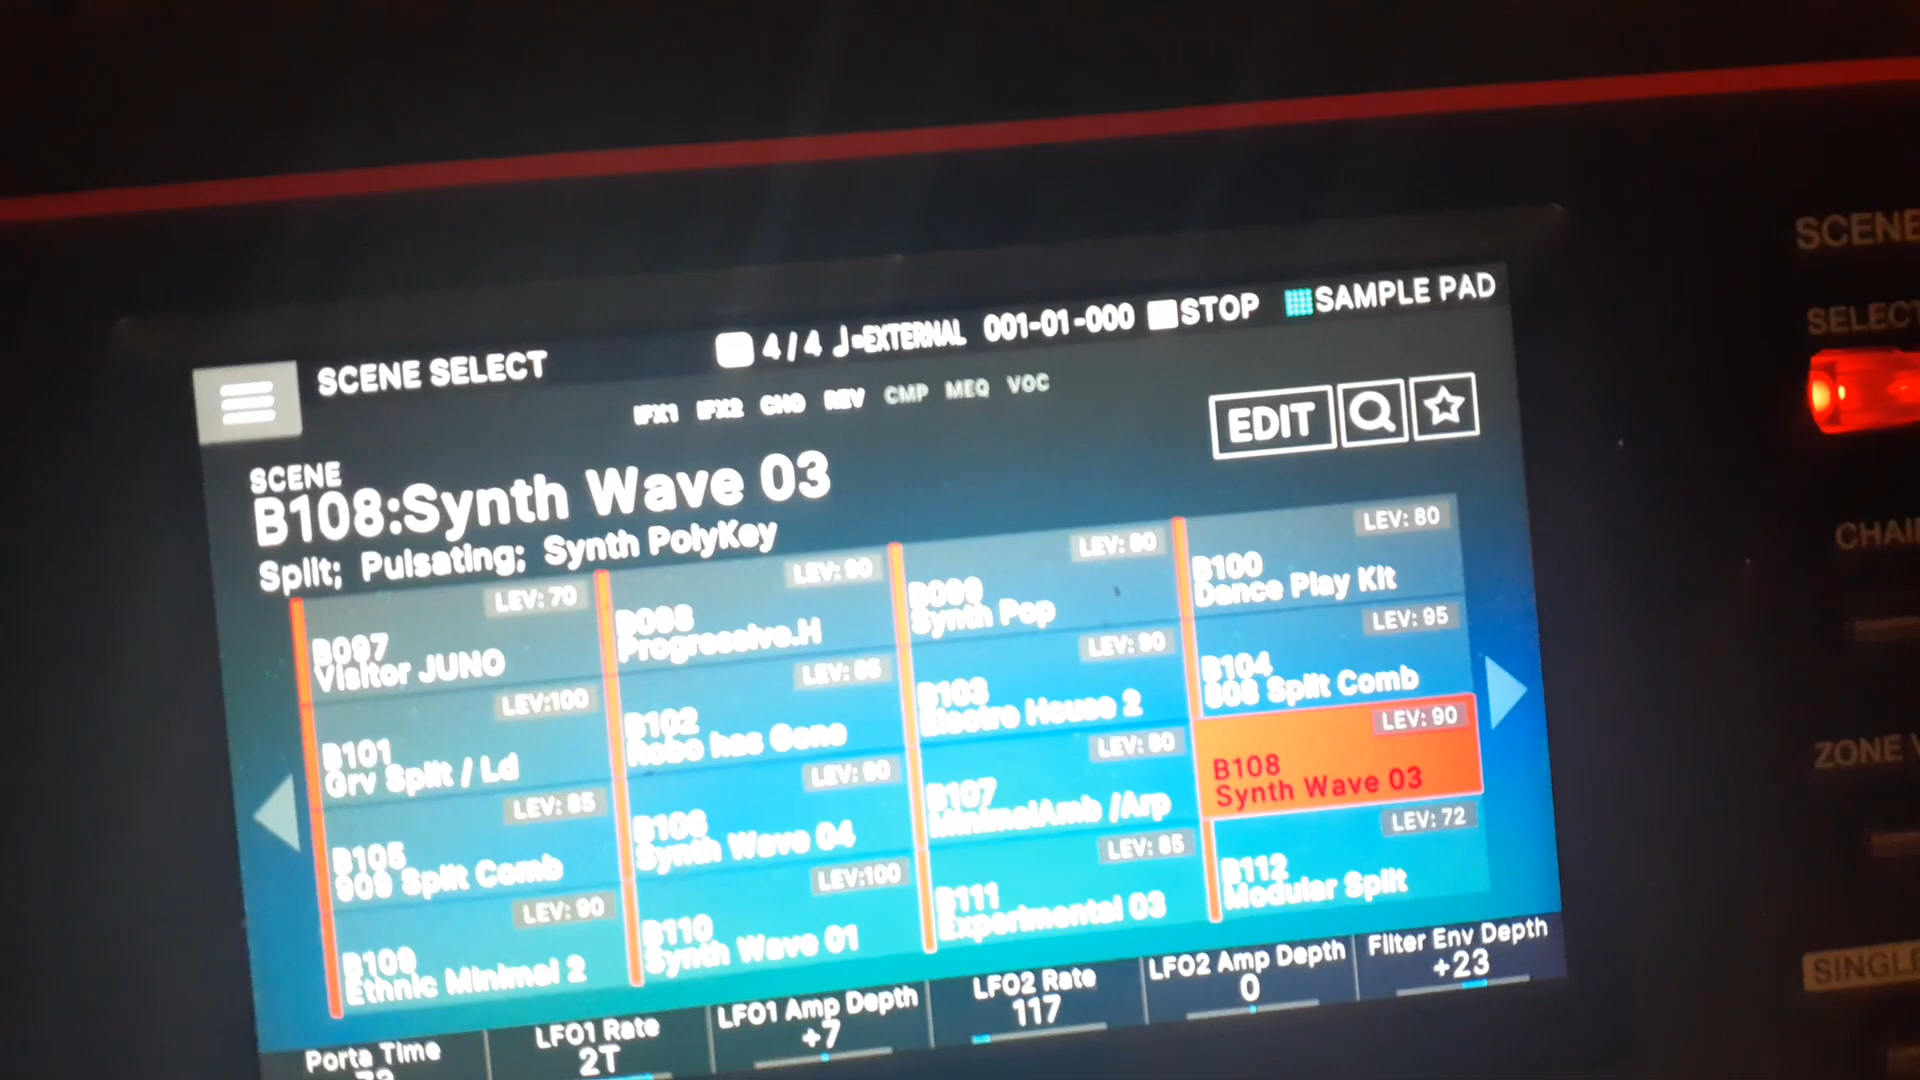 SCENE SELECT
4/4 ♩=EXTERNAL 001-01-000 STOP SAMPLE PAD
IFX1 IFX2 CHO REV CMP MEQ VOC
EDIT
SCENE
B108:Synth Wave 03
Split; Pulsating; Synth PolyKey
LEV: 70
B097
Visitor JUNO
LEV: 90
B098
Progressive.H
LEV: 80
B099
Synth Pop
LEV: 80
B100
Dance Play Kit
LEV:100
B101
Grv Split / Ld
LEV: 85
B102
Robo has Gone
LEV: 90
B103
Electro House 2
LEV: 95
B104
808 Split Comb
LEV: 85
B105
909 Split Comb
LEV: 90
B106
Synth Wave 04
LEV: 80
B107
MinimalAmb /Arp
LEV: 90
B108
Synth Wave 03
LEV: 90
B109
Ethnic Minimal 2
LEV:100
B110
Synth Wave 01
LEV: 85
B111
Experimental 03
LEV: 72
B112
Modular Split
Porta Time
LFO1 Rate
2T
LFO1 Amp Depth
+7
LFO2 Rate
117
LFO2 Amp Depth
0
Filter Env Depth
+23
SCENE
SELECT
ZONE